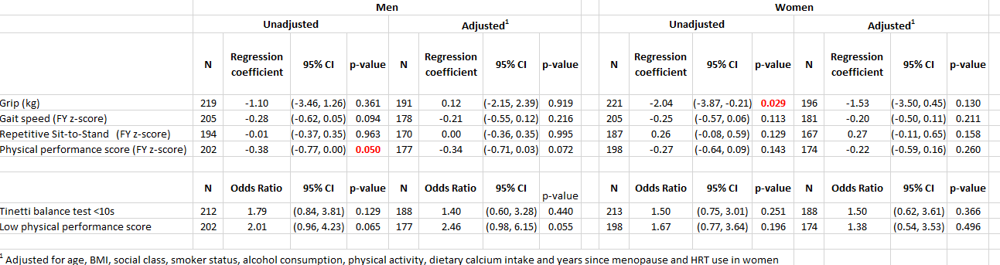 Men Women
Unadjusted Adjusted1 Unadjusted Adjusted1
N Regression coefficient 95% CI p-value N Regression coefficient 95% CI p-value N Regression coefficient 95% CI p-value N Regression coefficient 95% CI p-value
Grip (kg) 219 -1.10 (-3.46, 1.26) 0.361 191 0.12 (-2.15, 2.39) 0.919 221 -2.04 (-3.87, -0.21) 0.029 196 -1.53 (-3.50, 0.45) 0.130
Gait speed (FY z-score) 205 -0.28 (-0.62, 0.05) 0.094 178 -0.21 (-0.55, 0.12) 0.216 205 -0.25 (-0.57, 0.06) 0.113 181 -0.20 (-0.50, 0.11) 0.211
Repetitive Sit-to-Stand (FY z-score) 194 -0.01 (-0.37, 0.35) 0.963 170 0.00 (-0.36, 0.35) 0.995 187 0.26 (-0.08, 0.59) 0.129 167 0.27 (-0.11, 0.65) 0.158
Physical performance score (FY z-score) 202 -0.38 (-0.77, 0.00) 0.050 177 -0.34 (-0.71, 0.03) 0.072 198 -0.27 (-0.64, 0.09) 0.143 174 -0.22 (-0.59, 0.16) 0.260
N Odds Ratio 95% CI p-value N Odds Ratio 95% CI p-value N Odds Ratio 95% CI p-value N Odds Ratio 95% CI p-value
Tinetti balance test <10s 212 1.79 (0.84, 3.81) 0.129 188 1.40 (0.60, 3.28) 0.440 213 1.50 (0.75, 3.01) 0.251 188 1.50 (0.62, 3.61) 0.366
Low physical performance score 202 2.01 (0.96, 4.23) 0.065 177 2.46 (0.98, 6.15) 0.055 198 1.67 (0.77, 3.64) 0.196 174 1.38 (0.54, 3.53) 0.496
1 Adjusted for age, BMI, social class, smoker status, alcohol consumption, physical activity, dietary calcium intake and years since menopause and HRT use in women